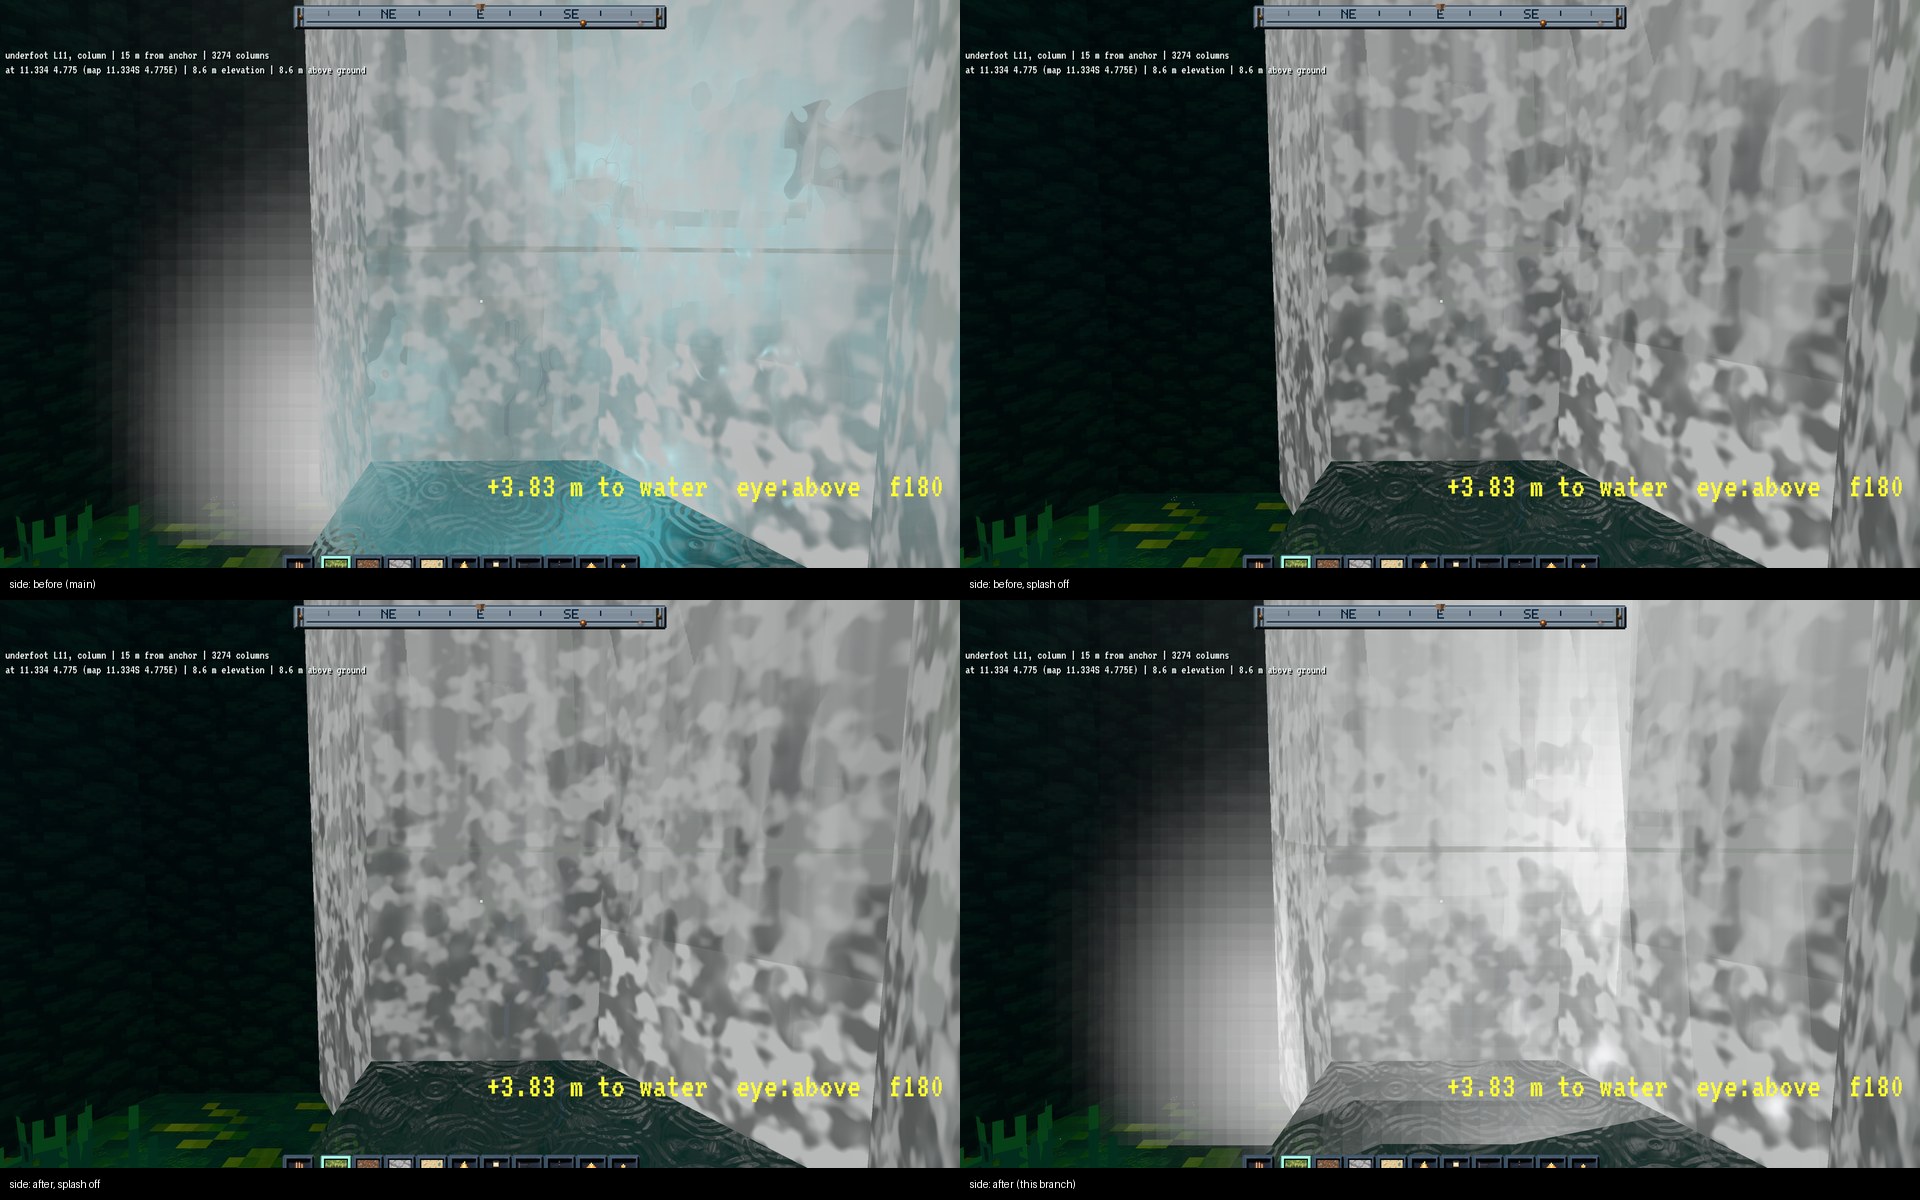 NE E SE
underfoot L11, column | 15 m from anchor | 3274 columns
at 11.334 4.775 (map 11.334S 4.775E) | 8.6 m elevation | 8.6 m above ground
+3.83 m to water eye:above f180
side: before (main)
NE E SE
underfoot L11, column | 15 m from anchor | 3274 columns
at 11.334 4.775 (map 11.334S 4.775E) | 8.6 m elevation | 8.6 m above ground
+3.83 m to water eye:above f180
side: before, splash off
NE E SE
underfoot L11, column | 15 m from anchor | 3274 columns
at 11.334 4.775 (map 11.334S 4.775E) | 8.6 m elevation | 8.6 m above ground
+3.83 m to water eye:above f180
side: after, splash off
NE E SE
underfoot L11, column | 15 m from anchor | 3274 columns
at 11.334 4.775 (map 11.334S 4.775E) | 8.6 m elevation | 8.6 m above ground
+3.83 m to water eye:above f180
side: after (this branch)